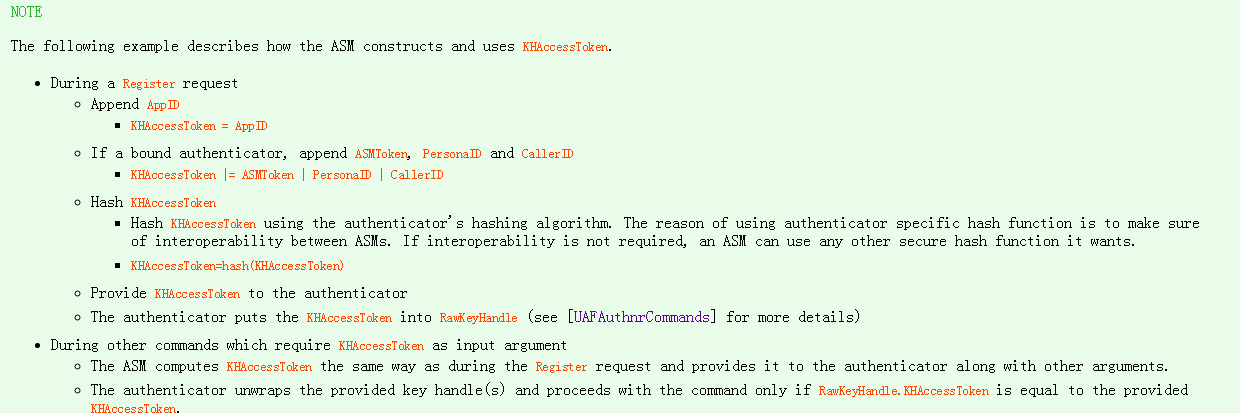 NOTE
The following example describes how the ASM constructs and uses KHAccessToken.
During a Register request
Append AppID
KHAccessToken = AppID
If a bound authenticator, append ASMToken, PersonaID and CallerID
KHAccessToken |= ASMToken | PersonaID | CallerID
Hash KHAccessToken
Hash KHAccessToken using the authenticator's hashing algorithm. The reason of using authenticator specific hash function is to make sure
of interoperability between ASMs. If interoperability is not required, an ASM can use any other secure hash function it wants.
KHAccessToken=hash(KHAccessToken)
Provide KHAccessToken to the authenticator
The authenticator puts the KHAccessToken into RawKeyHandle (see [UAFAuthnrCommands] for more details)
During other commands which require KHAccessToken as input argument
The ASM computes KHAccessToken the same way as during the Register request and provides it to the authenticator along with other arguments.
The authenticator unwraps the provided key handle(s) and proceeds with the command only if RawKeyHandle.KHAccessToken is equal to the provided
KHAccessToken.